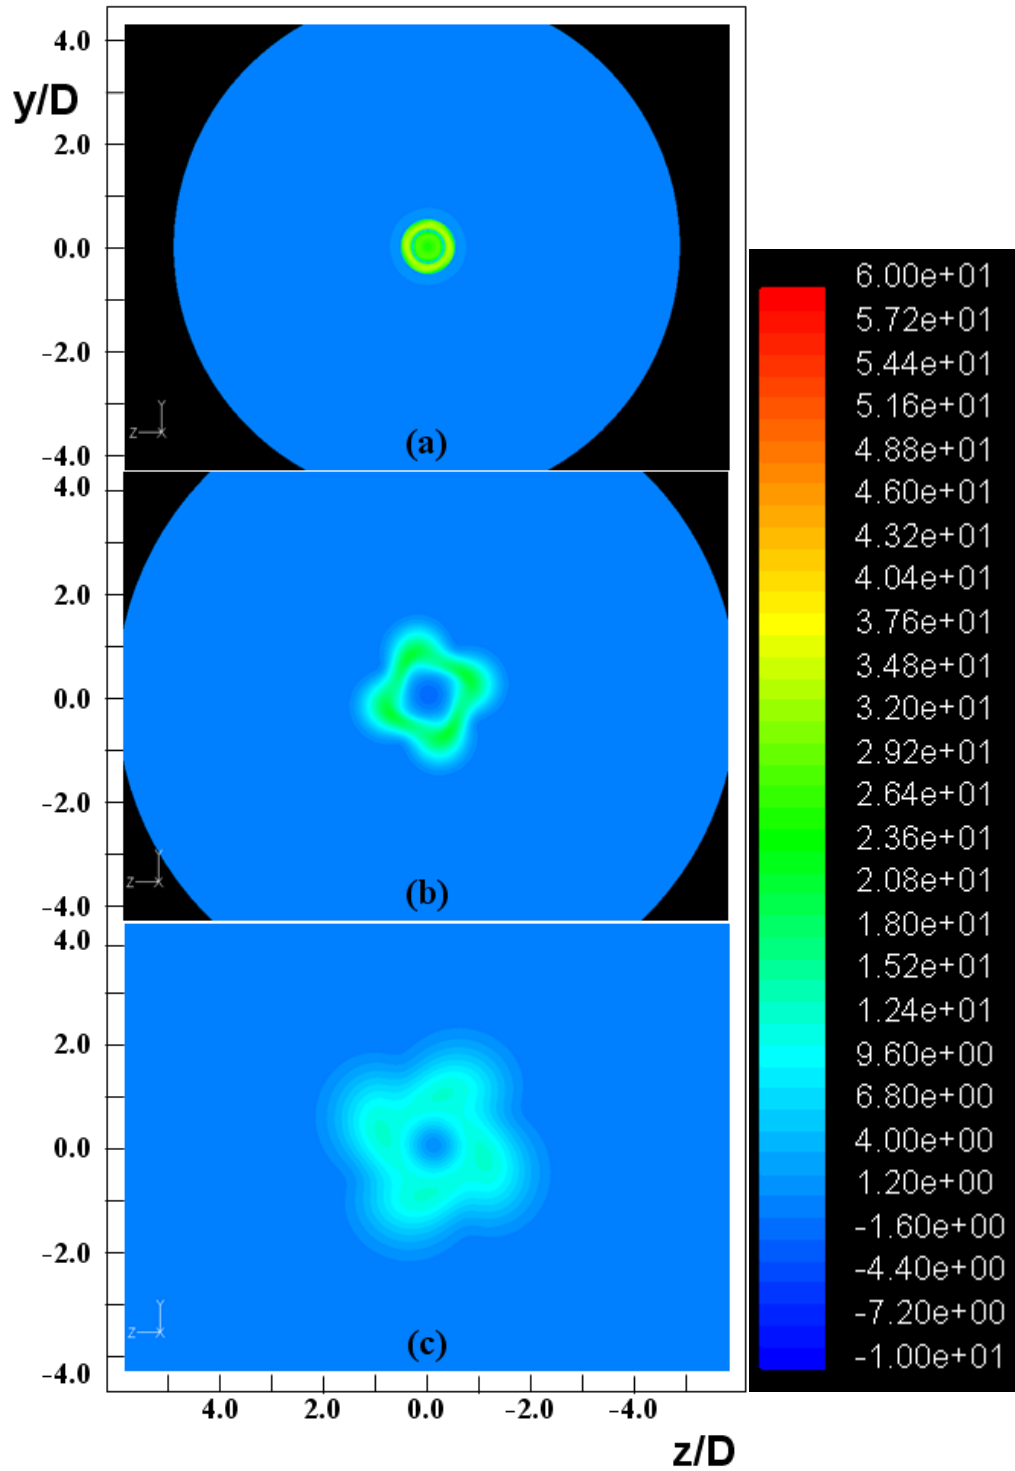 4.0
y/D
2.0
0.0
-2.0
-4.0
Y
Z
X
(a)
4.0
2.0
0.0
-2.0
-4.0
Y
Z
X
(b)
4.0
2.0
0.0
-2.0
-4.0
Y
Z
X
(c)
4.0 2.0 0.0 -2.0 -4.0
z/D
6.00e+01
5.72e+01
5.44e+01
5.16e+01
4.88e+01
4.60e+01
4.32e+01
4.04e+01
3.76e+01
3.48e+01
3.20e+01
2.92e+01
2.64e+01
2.36e+01
2.08e+01
1.80e+01
1.52e+01
1.24e+01
9.60e+00
6.80e+00
4.00e+00
1.20e+00
-1.60e+00
-4.40e+00
-7.20e+00
-1.00e+01